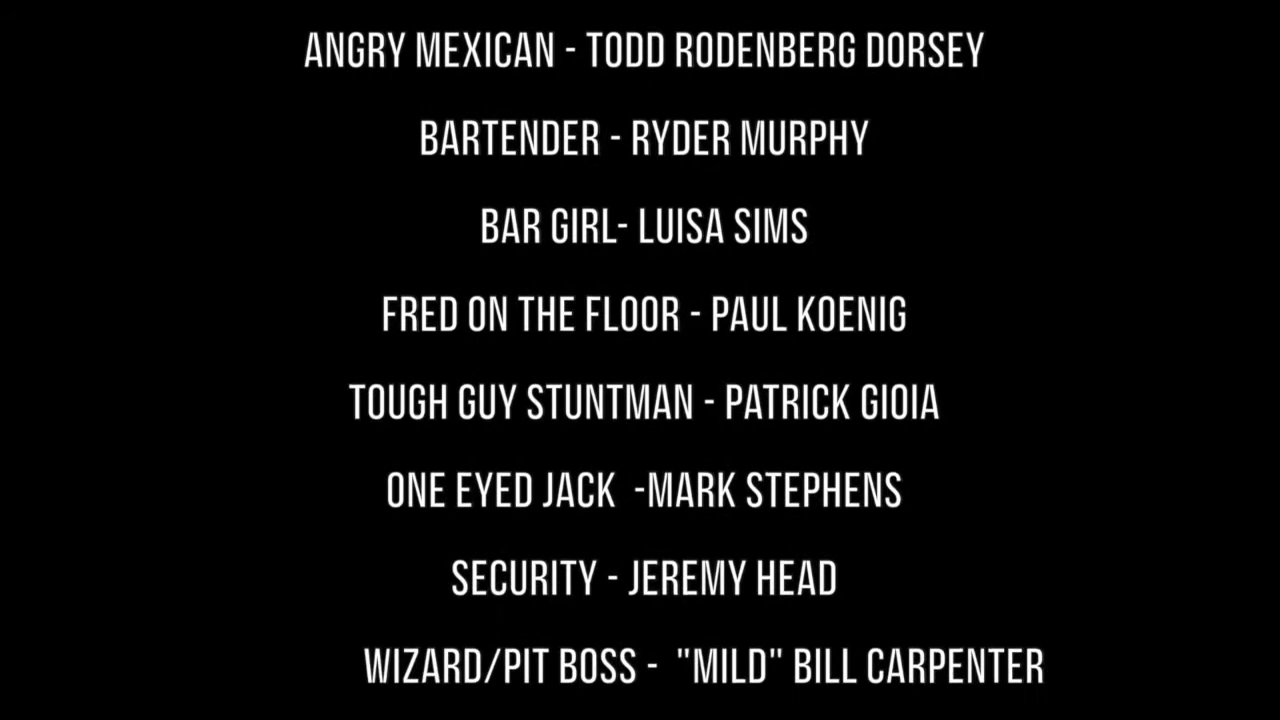 ANGRY MEXICAN - TODD RODENBERG DORSEY
BARTENDER - RYDER MURPHY
BAR GIRL- LUISA SIMS
FRED ON THE FLOOR - PAUL KOENIG
TOUGH GUY STUNTMAN - PATRICK GIOIA
ONE EYED JACK  -MARK STEPHENS
SECURITY - JEREMY HEAD
WIZARD/PIT BOSS -  "MILD" BILL CARPENTER